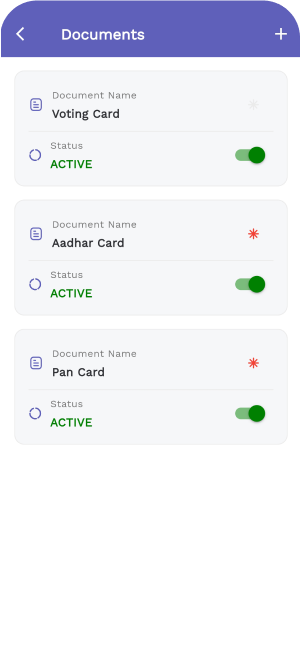 Documents
Document Name
Voting Card
Status
ACTIVE
Document Name
Aadhar Card
Status
ACTIVE
Document Name
Pan Card
Status
ACTIVE